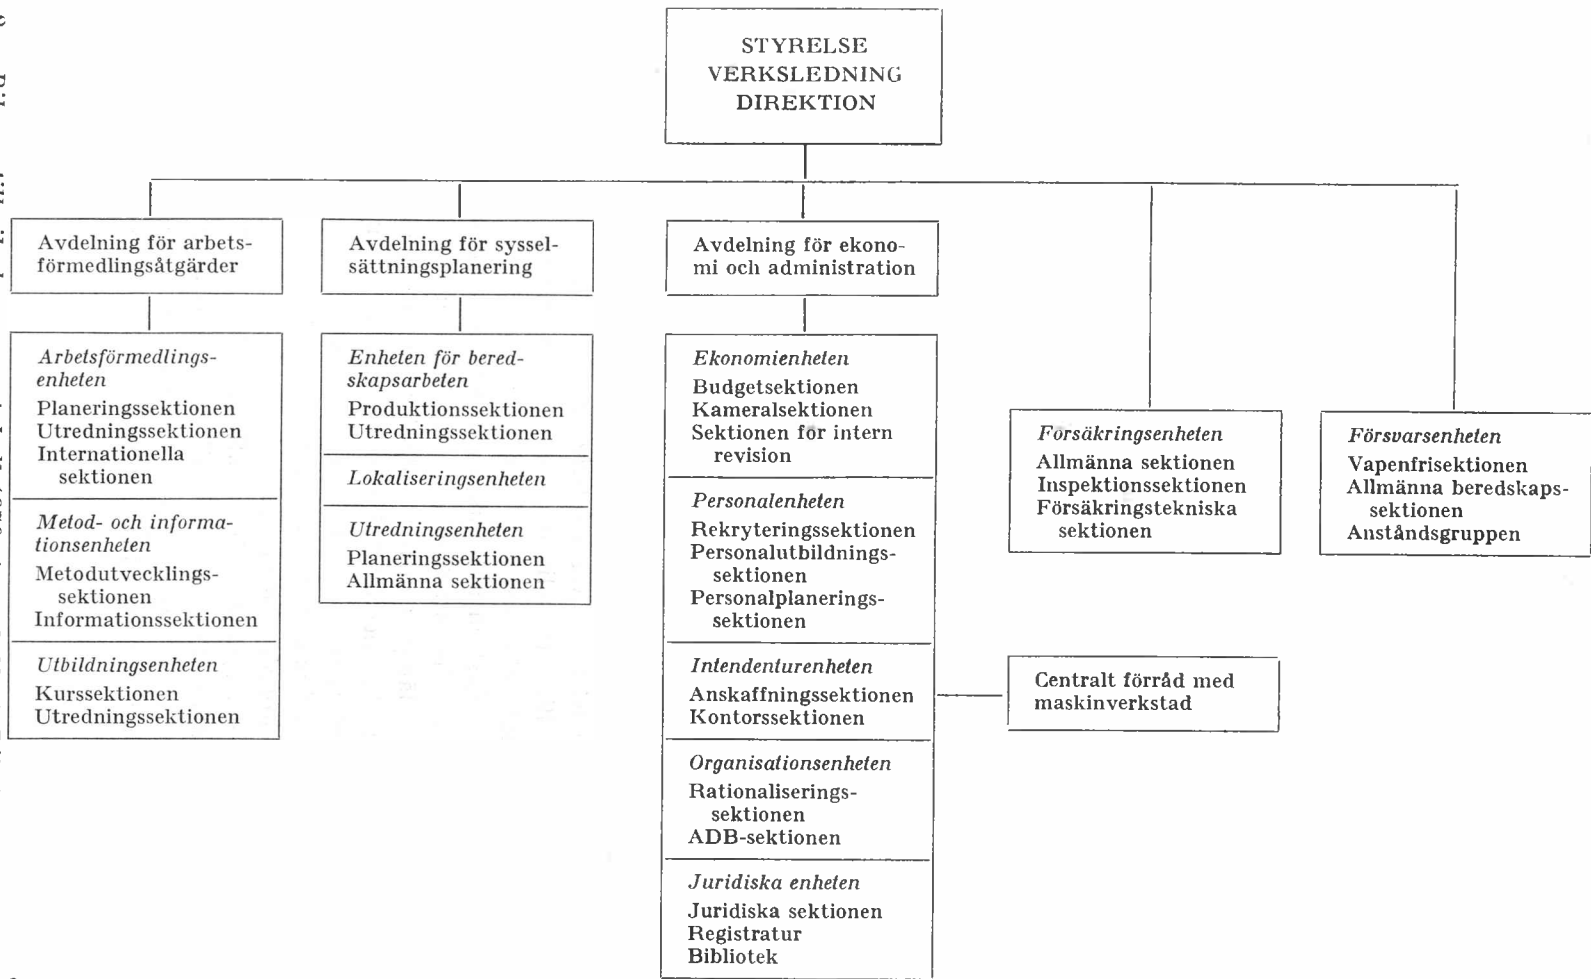 STYRELSE
VERKSLEDNING
DIREKTION
Avdelning för arbets-
förmedlingsåtgärder
Avdelning för syssel-
sättningsplanering
Avdelning för ekono-
mi och administration
Arbetsförmedlings-
enheten
Planeringssektionen
Utredningssektionen
Internationella
sektionen
Metod- och informa-
tionsenheten
Metodutvecklings-
sektionen
Informationssektionen
Utbildningsenheten
Kurssektionen
Utredningssektionen
Enheten för bered-
skapsarbeten
Produktionssektionen
Utredningssektionen
Lokaliseringsenheten
Utredningsenheten
Planeringssektionen
Allmänna sektionen
Ekonomienheten
Budgetsektionen
Kameralsektionen
Sektionen för intern
revision
Personalenheten
Rekryteringssektionen
Personalutbildnings-
sektionen
Personalplanerings-
sektionen
Intendenturenheten
Anskaffningssektionen
Kontorssektionen
Organisationsenheten
Rationaliserings-
sektionen
ADB-sektionen
Juridiska enheten
Juridiska sektionen
Registratur
Bibliotek
Försäkringsenheten
Allmänna sektionen
Inspektionssektionen
Försäkringstekniska
sektionen
Centralt förråd med
maskinverkstad
Försvarsenheten
Vapenfrisektionen
Allmänna beredskaps-
sektionen
Anståndsgruppen